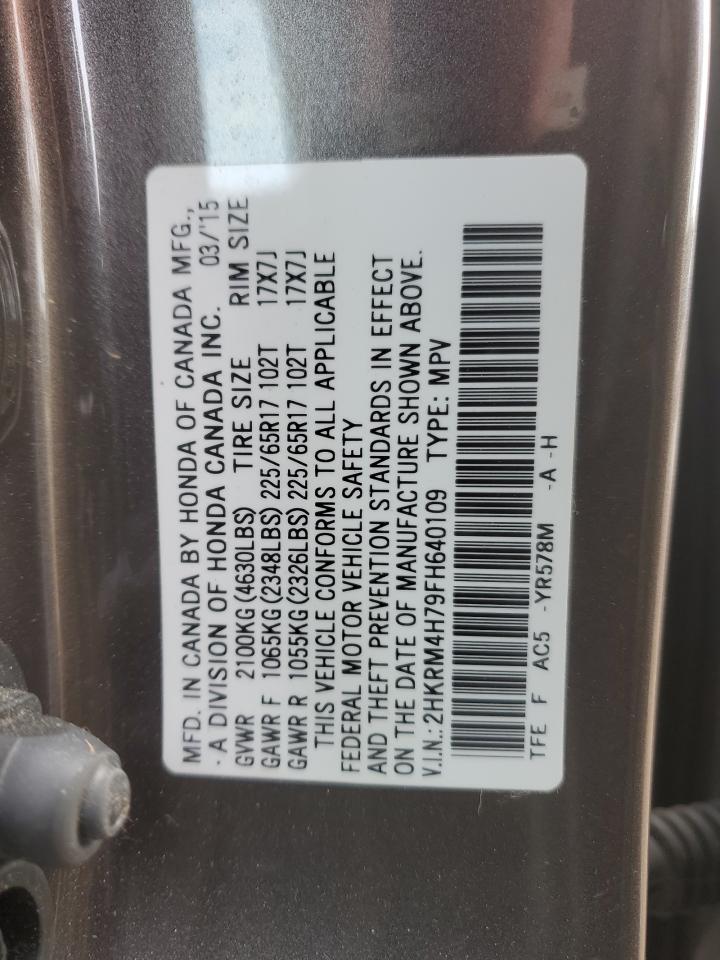 MFD. IN CANADA BY HONDA OF CANADA MFG.,
- A DIVISION OF HONDA CANADA INC. 03/'15
GVWR 2100KG (4630LBS) TIRE SIZE RIM SIZE
GAWR F 1065KG (2348LBS) 225/65R17 102T 17X7J
GAWR R 1055KG (2326LBS) 225/65R17 102T 17X7J
THIS VEHICLE CONFORMS TO ALL APPLICABLE
FEDERAL MOTOR VEHICLE SAFETY
AND THEFT PREVENTION STANDARDS IN EFFECT
ON THE DATE OF MANUFACTURE SHOWN ABOVE.
V.I.N.: 2HKRM4H79FH640109 TYPE: MPV
TFE F AC5 -YR578M -A -H